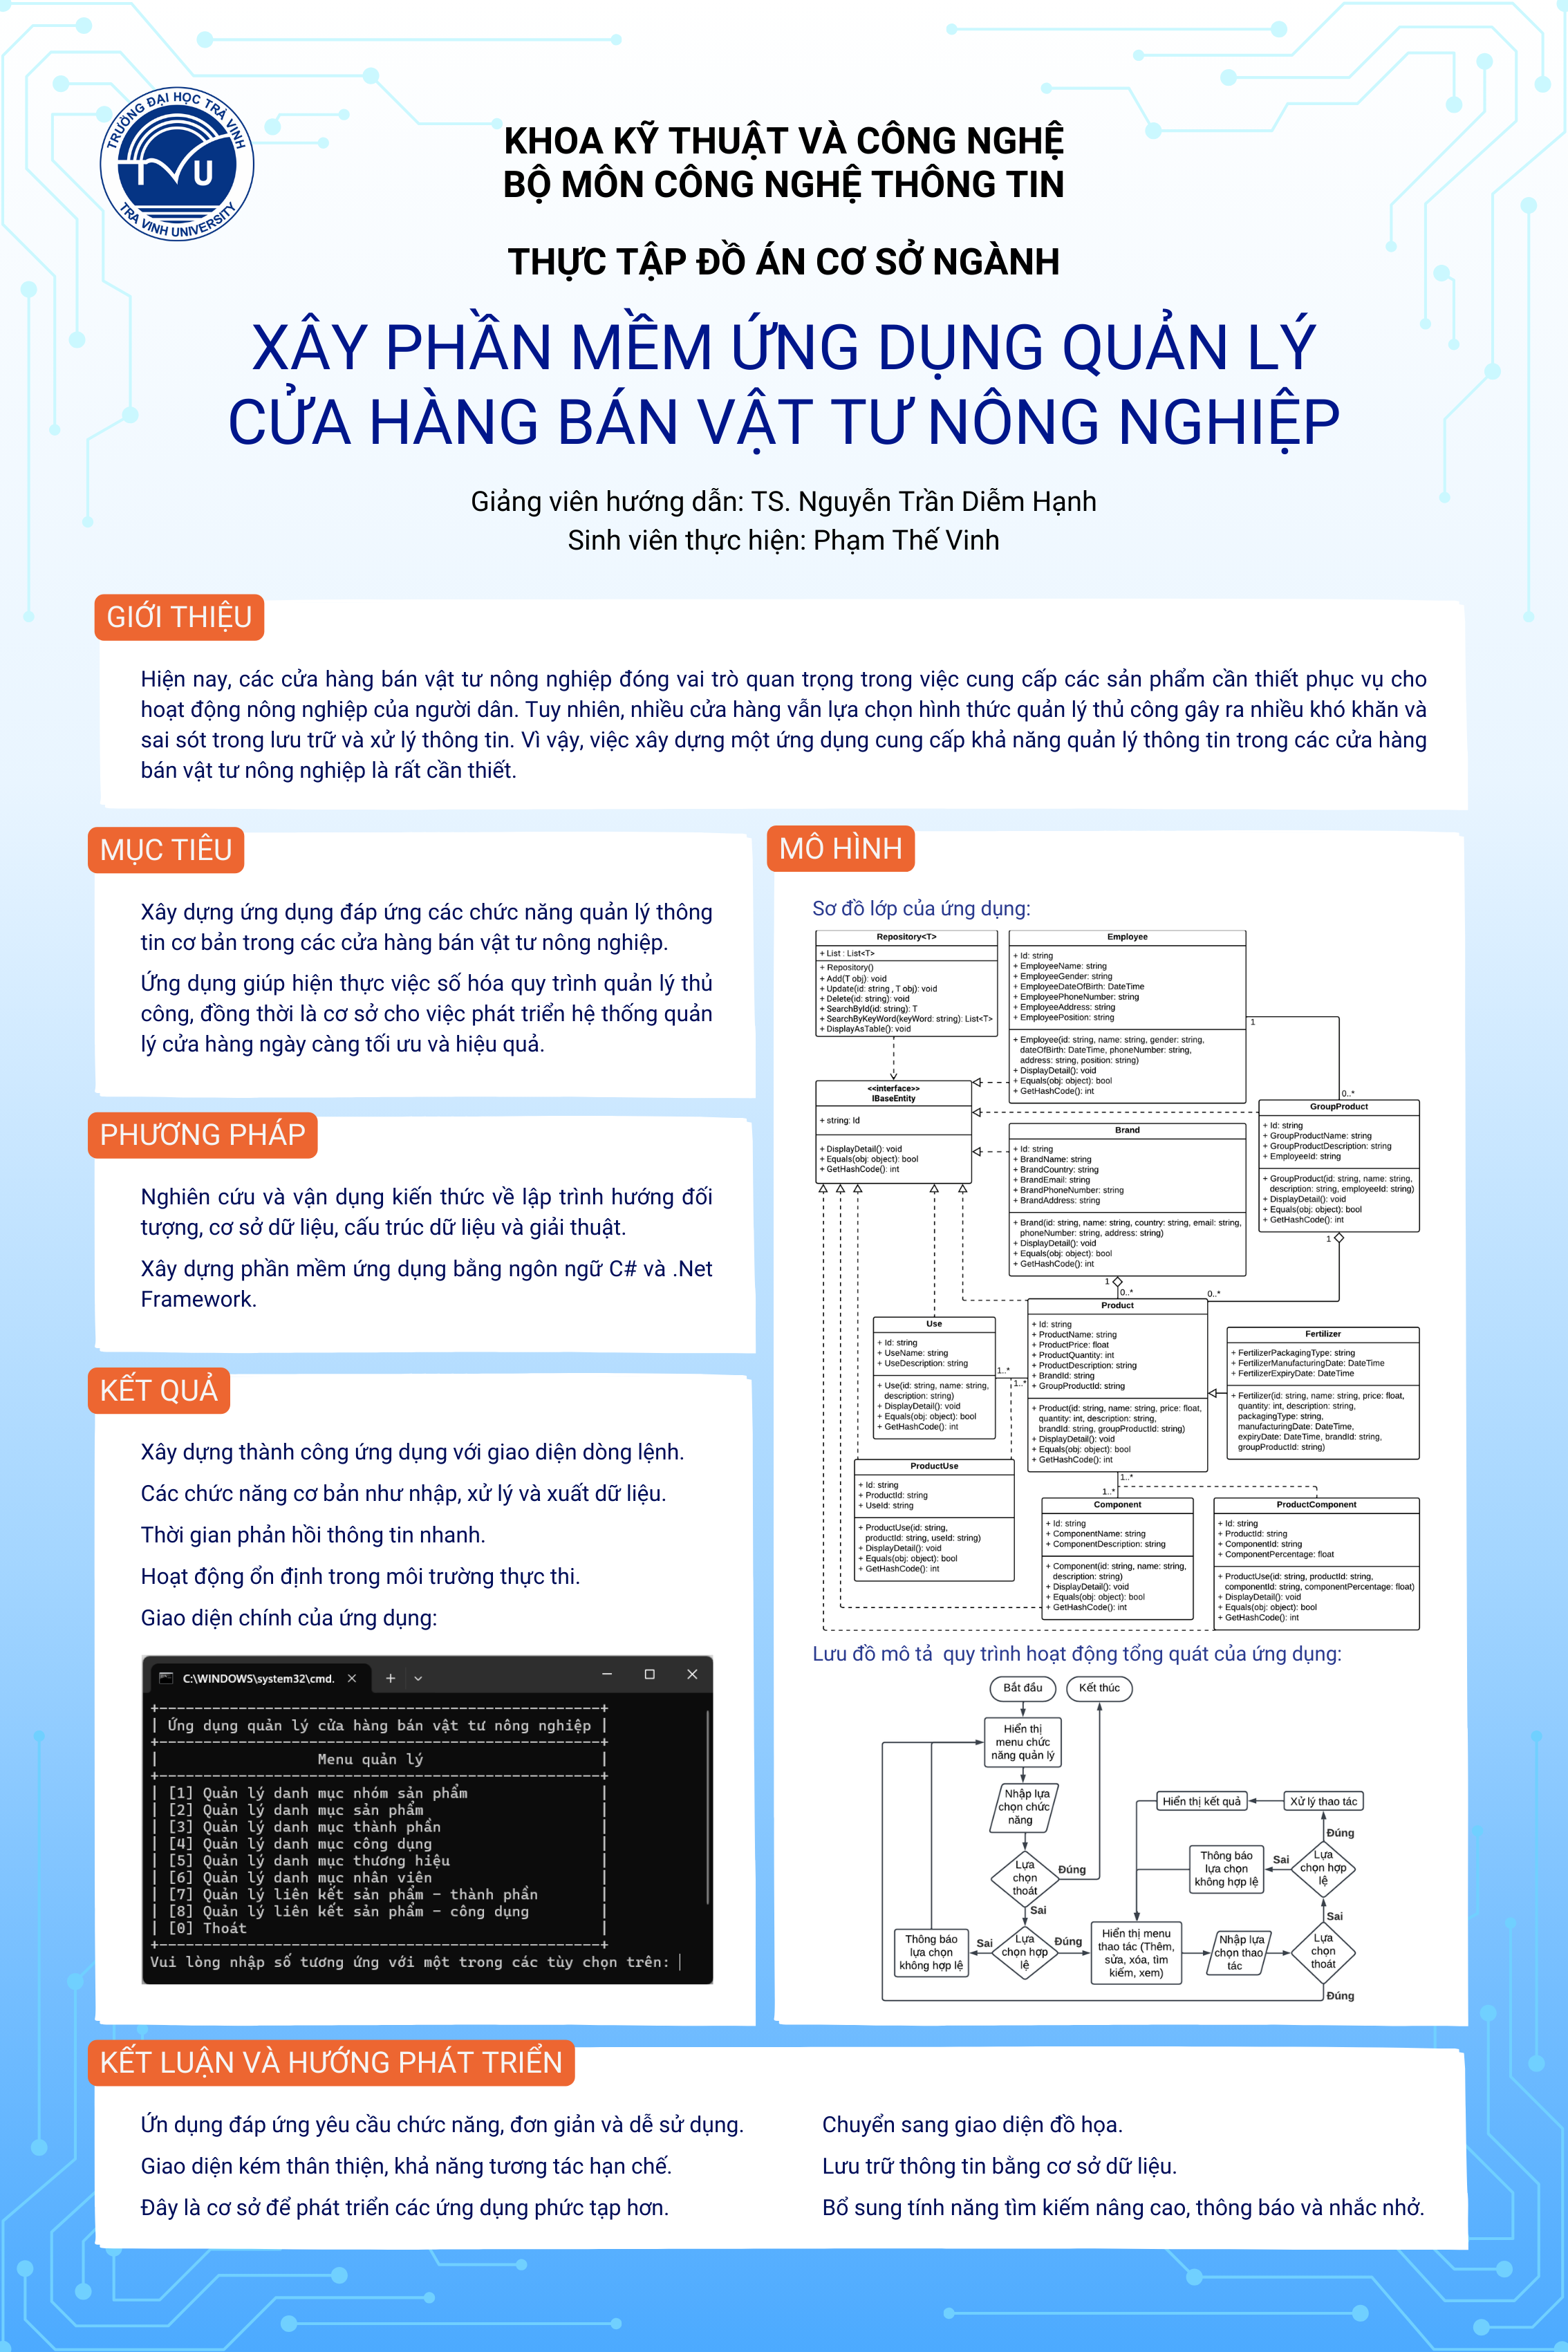 TRƯỜNG ĐẠI HỌC TRÀ VINH
TVU
TRA VINH UNIVERSITY
KHOA KỸ THUẬT VÀ CÔNG NGHỆ
BỘ MÔN CÔNG NGHỆ THÔNG TIN
THỰC TẬP ĐỒ ÁN CƠ SỞ NGÀNH
XÂY PHẦN MỀM ỨNG DỤNG QUẢN LÝ
CỬA HÀNG BÁN VẬT TƯ NÔNG NGHIỆP
Giảng viên hướng dẫn: TS. Nguyễn Trần Diễm Hạnh
Sinh viên thực hiện: Phạm Thế Vinh
GIỚI THIỆU
Hiện nay, các cửa hàng bán vật tư nông nghiệp đóng vai trò quan trọng trong việc cung cấp các sản phẩm cần thiết phục vụ cho
hoạt động nông nghiệp của người dân. Tuy nhiên, nhiều cửa hàng vẫn lựa chọn hình thức quản lý thủ công gây ra nhiều khó khăn và
sai sót trong lưu trữ và xử lý thông tin. Vì vậy, việc xây dựng một ứng dụng cung cấp khả năng quản lý thông tin trong các cửa hàng
bán vật tư nông nghiệp là rất cần thiết.
MỤC TIÊU
Xây dựng ứng dụng đáp ứng các chức năng quản lý thông
tin cơ bản trong các cửa hàng bán vật tư nông nghiệp.
Ứng dụng giúp hiện thực việc số hóa quy trình quản lý thủ
công, đồng thời là cơ sở cho việc phát triển hệ thống quản
lý cửa hàng ngày càng tối ưu và hiệu quả.
PHƯƠNG PHÁP
Nghiên cứu và vận dụng kiến thức về lập trình hướng đối
tượng, cơ sở dữ liệu, cấu trúc dữ liệu và giải thuật.
Xây dựng phần mềm ứng dụng bằng ngôn ngữ C# và .Net
Framework.
KẾT QUẢ
Xây dựng thành công ứng dụng với giao diện dòng lệnh.
Các chức năng cơ bản như nhập, xử lý và xuất dữ liệu.
Thời gian phản hồi thông tin nhanh.
Hoạt động ổn định trong môi trường thực thi.
Giao diện chính của ứng dụng:
C:\WINDOWS\system32\cmd.
Ứng dụng quản lý cửa hàng bán vật tư nông nghiệp
Menu quản lý
[1] Quản lý danh mục nhóm sản phẩm
[2] Quản lý danh mục sản phẩm
[3] Quản lý danh mục thành phần
[4] Quản lý danh mục công dụng
[5] Quản lý danh mục thương hiệu
[6] Quản lý danh mục nhân viên
[7] Quản lý liên kết sản phẩm - thành phần
[8] Quản lý liên kết sản phẩm - công dụng
[0] Thoát
Vui lòng nhập số tương ứng với một trong các tùy chọn trên:
MÔ HÌNH
Sơ đồ lớp của ứng dụng:
Repository<T>
+ List : List<T>
+ Repository()
+ Add(T obj): void
+ Update(id: string , T obj): void
+ Delete(id: string): void
+ SearchById(id: string): T
+ SearchByKeyWord(keyWord: string): List<T>
+ DisplayAsTable(): void
Employee
+ Id: string
+ EmployeeName: string
+ EmployeeGender: string
+ EmployeeDateOfBirth: DateTime
+ EmployeePhoneNumber: string
+ EmployeeAddress: string
+ EmployeePosition: string
+ Employee(id: string, name: string, gender: string,
dateOfBirth: DateTime, phoneNumber: string,
address: string, position: string)
+ DisplayDetail(): void
+ Equals(obj: object): bool
+ GetHashCode(): int
1
0..*
<<interface>>
IBaseEntity
+ string: Id
+ DisplayDetail(): void
+ Equals(obj: object): bool
+ GetHashCode(): int
GroupProduct
+ Id: string
+ GroupProductName: string
+ GroupProductDescription: string
+ EmployeeId: string
+ GroupProduct(id: string, name: string,
description: string, employeeId: string)
+ DisplayDetail(): void
+ Equals(obj: object): bool
+ GetHashCode(): int
1
Brand
+ Id: string
+ BrandName: string
+ BrandCountry: string
+ BrandEmail: string
+ BrandPhoneNumber: string
+ BrandAddress: string
+ Brand(id: string, name: string, country: string, email: string,
phoneNumber: string, address: string)
+ DisplayDetail(): void
+ Equals(obj: object): bool
+ GetHashCode(): int
1
0..*
0..*
Product
+ Id: string
+ ProductName: string
+ ProductPrice: float
+ ProductQuantity: int
+ ProductDescription: string
+ BrandId: string
+ GroupProductId: string
+ Product(id: string, name: string, price: float,
quantity: int, description: string,
brandId: string, groupProductId: string)
+ DisplayDetail(): void
+ Equals(obj: object): bool
+ GetHashCode(): int
Use
+ Id: string
+ UseName: string
+ UseDescription: string
+ Use(id: string, name: string,
description: string)
+ DisplayDetail(): void
+ Equals(obj: object): bool
+ GetHashCode(): int
1..*
1..*
Fertilizer
+ FertilizerPackagingType: string
+ FertilizerManufacturingDate: DateTime
+ FertilizerExpiryDate: DateTime
+ Fertilizer(id: string, name: string, price: float,
quantity: int, description: string,
packagingType: string,
manufacturingDate: DateTime,
expiryDate: DateTime, brandId: string,
groupProductId: string)
ProductUse
+ Id: string
+ ProductId: string
+ UseId: string
+ ProductUse(id: string,
productId: string, useId: string)
+ DisplayDetail(): void
+ Equals(obj: object): bool
+ GetHashCode(): int
1..*
1..*
Component
+ Id: string
+ ComponentName: string
+ ComponentDescription: string
+ Component(id: string, name: string,
description: string)
+ DisplayDetail(): void
+ Equals(obj: object): bool
+ GetHashCode(): int
ProductComponent
+ Id: string
+ ProductId: string
+ ComponentId: string
+ ComponentPercentage: float
+ ProductUse(id: string, productId: string,
componentId: string, componentPercentage: float)
+ DisplayDetail(): void
+ Equals(obj: object): bool
+ GetHashCode(): int
Lưu đồ mô tả quy trình hoạt động tổng quát của ứng dụng:
Bắt đầu
Kết thúc
Hiển thị
menu chức
năng quản lý
Nhập lựa
chọn chức
năng
Lựa
chọn
thoát
Đúng
Sai
Lựa
chọn hợp
lệ
Sai
Đúng
Thông báo
lựa chọn
không hợp lệ
Hiển thị menu
thao tác (Thêm,
sửa, xóa, tìm
kiếm, xem)
Nhập lựa
chọn thao
tác
Lựa
chọn
thoát
Đúng
Sai
Lựa
chọn hợp
lệ
Sai
Đúng
Thông báo
lựa chọn
không hợp lệ
Xử lý thao tác
Hiển thị kết quả
KẾT LUẬN VÀ HƯỚNG PHÁT TRIỂN
Ứn dụng đáp ứng yêu cầu chức năng, đơn giản và dễ sử dụng.
Giao diện kém thân thiện, khả năng tương tác hạn chế.
Đây là cơ sở để phát triển các ứng dụng phức tạp hơn.
Chuyển sang giao diện đồ họa.
Lưu trữ thông tin bằng cơ sở dữ liệu.
Bổ sung tính năng tìm kiếm nâng cao, thông báo và nhắc nhở.